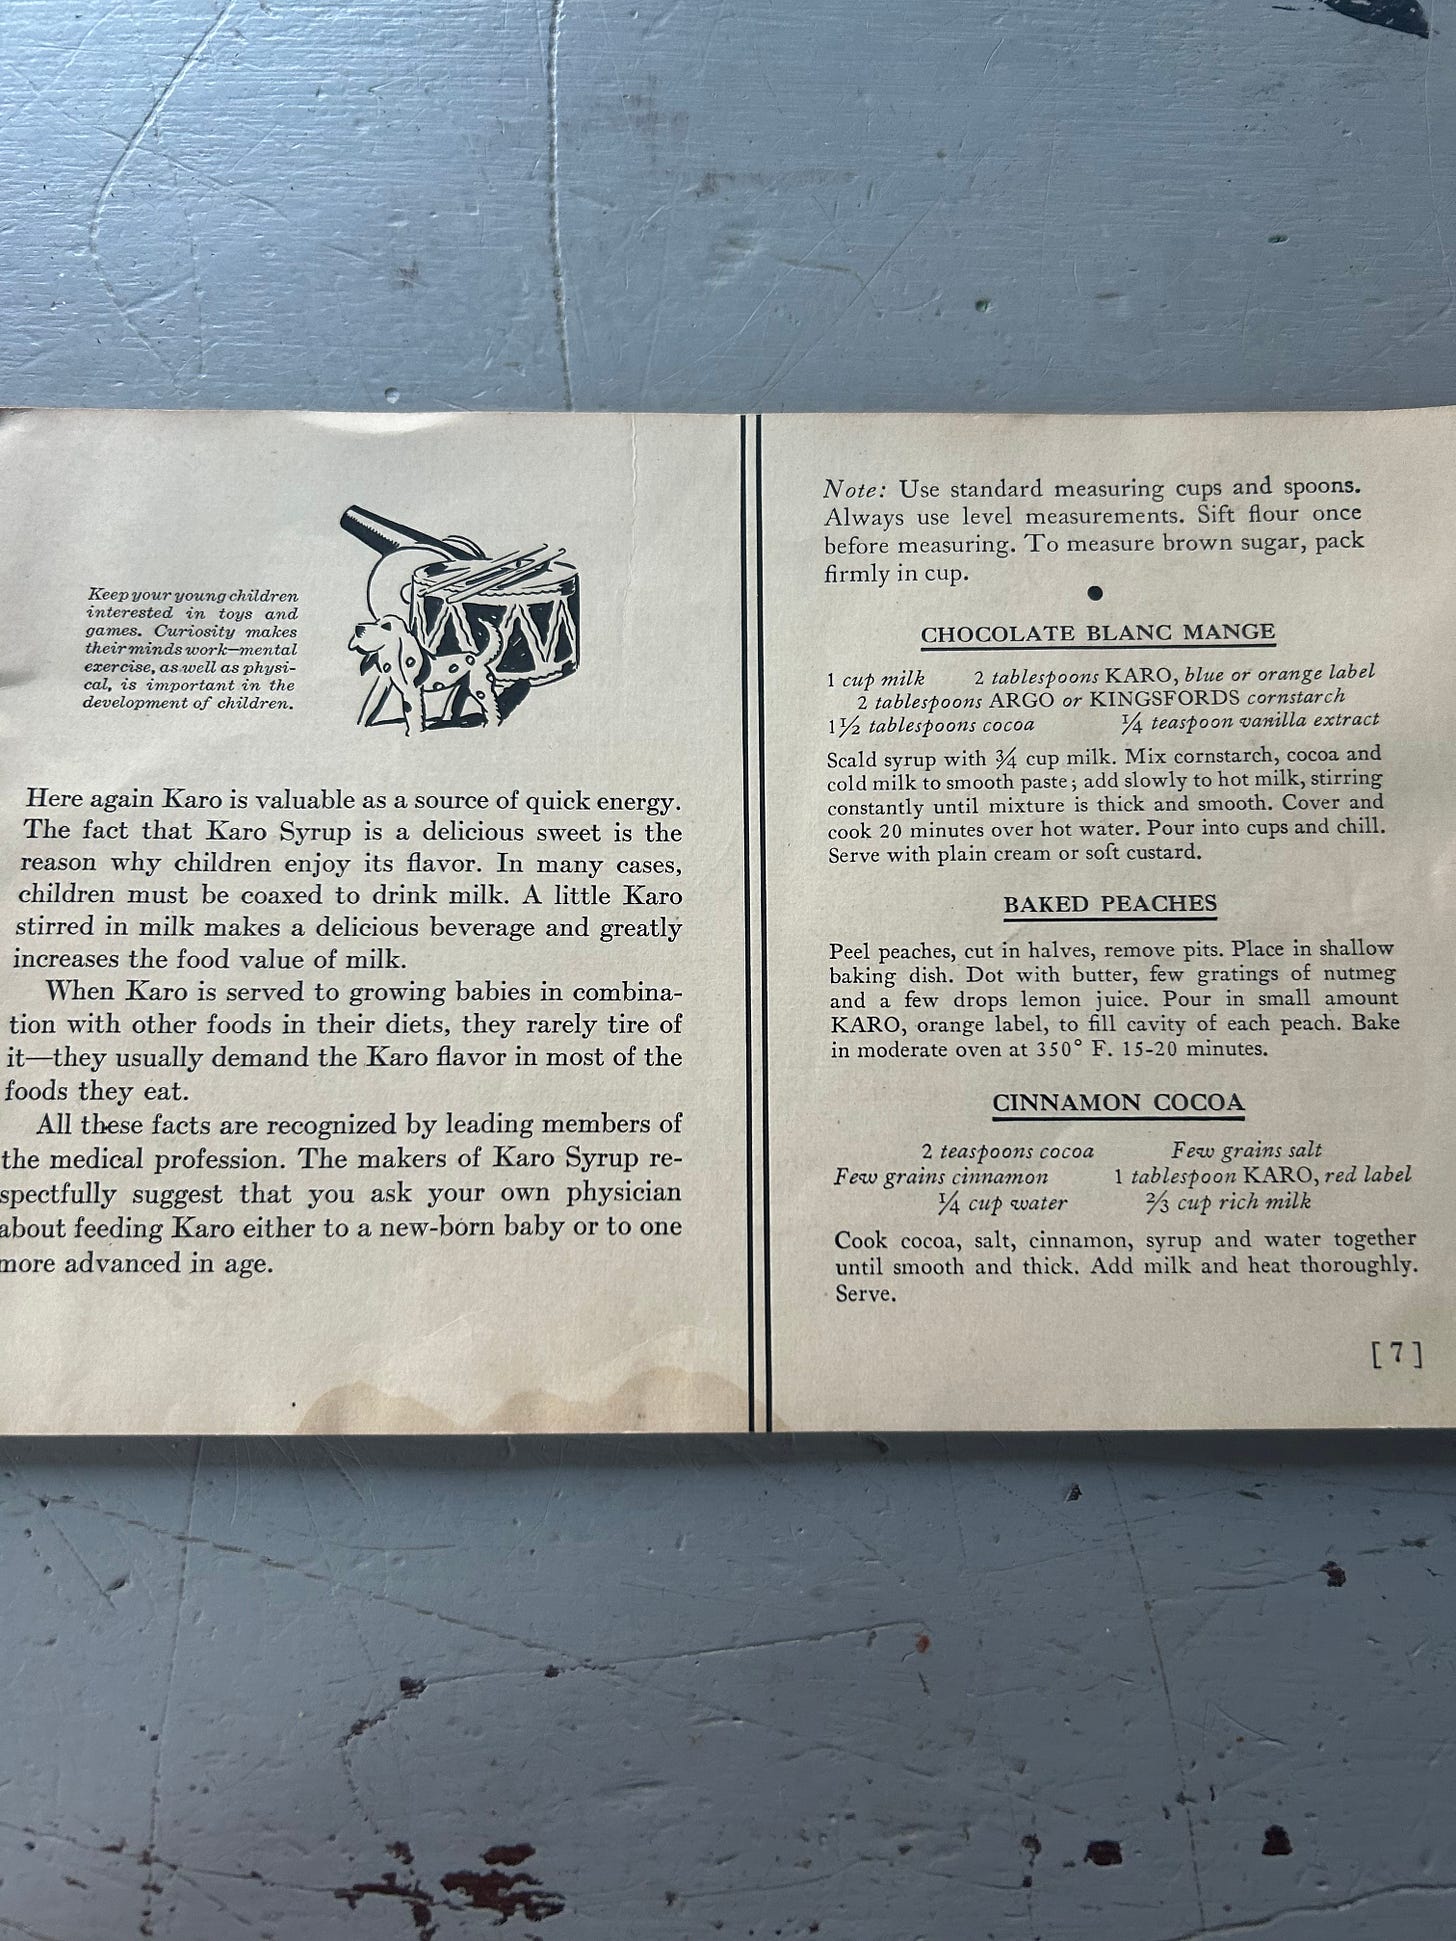 Keep your young children
interested in toys and
games. Curiosity makes
their minds work—mental
exercise, as well as physi-
cal, is important in the
development of children.
Here again Karo is valuable as a source of quick energy.
The fact that Karo Syrup is a delicious sweet is the
reason why children enjoy its flavor. In many cases,
children must be coaxed to drink milk. A little Karo
stirred in milk makes a delicious beverage and greatly
increases the food value of milk.
When Karo is served to growing babies in combina-
tion with other foods in their diets, they rarely tire of
it—they usually demand the Karo flavor in most of the
foods they eat.
All these facts are recognized by leading members of
the medical profession. The makers of Karo Syrup re-
spectfully suggest that you ask your own physician
about feeding Karo either to a new-born baby or to one
more advanced in age.
Note: Use standard measuring cups and spoons.
Always use level measurements. Sift flour once
before measuring. To measure brown sugar, pack
firmly in cup.
CHOCOLATE BLANC MANGE
1 cup milk 2 tablespoons KARO, blue or orange label
2 tablespoons ARGO or KINGSFORDS cornstarch
1½ tablespoons cocoa ¼ teaspoon vanilla extract
Scald syrup with ¾ cup milk. Mix cornstarch, cocoa and
cold milk to smooth paste; add slowly to hot milk, stirring
constantly until mixture is thick and smooth. Cover and
cook 20 minutes over hot water. Pour into cups and chill.
Serve with plain cream or soft custard.
BAKED PEACHES
Peel peaches, cut in halves, remove pits. Place in shallow
baking dish. Dot with butter, few gratings of nutmeg
and a few drops lemon juice. Pour in small amount
KARO, orange label, to fill cavity of each peach. Bake
in moderate oven at 350° F. 15-20 minutes.
CINNAMON COCOA
2 teaspoons cocoa Few grains salt
Few grains cinnamon 1 tablespoon KARO, red label
¼ cup water ⅔ cup rich milk
Cook cocoa, salt, cinnamon, syrup and water together
until smooth and thick. Add milk and heat thoroughly.
Serve.
[7]